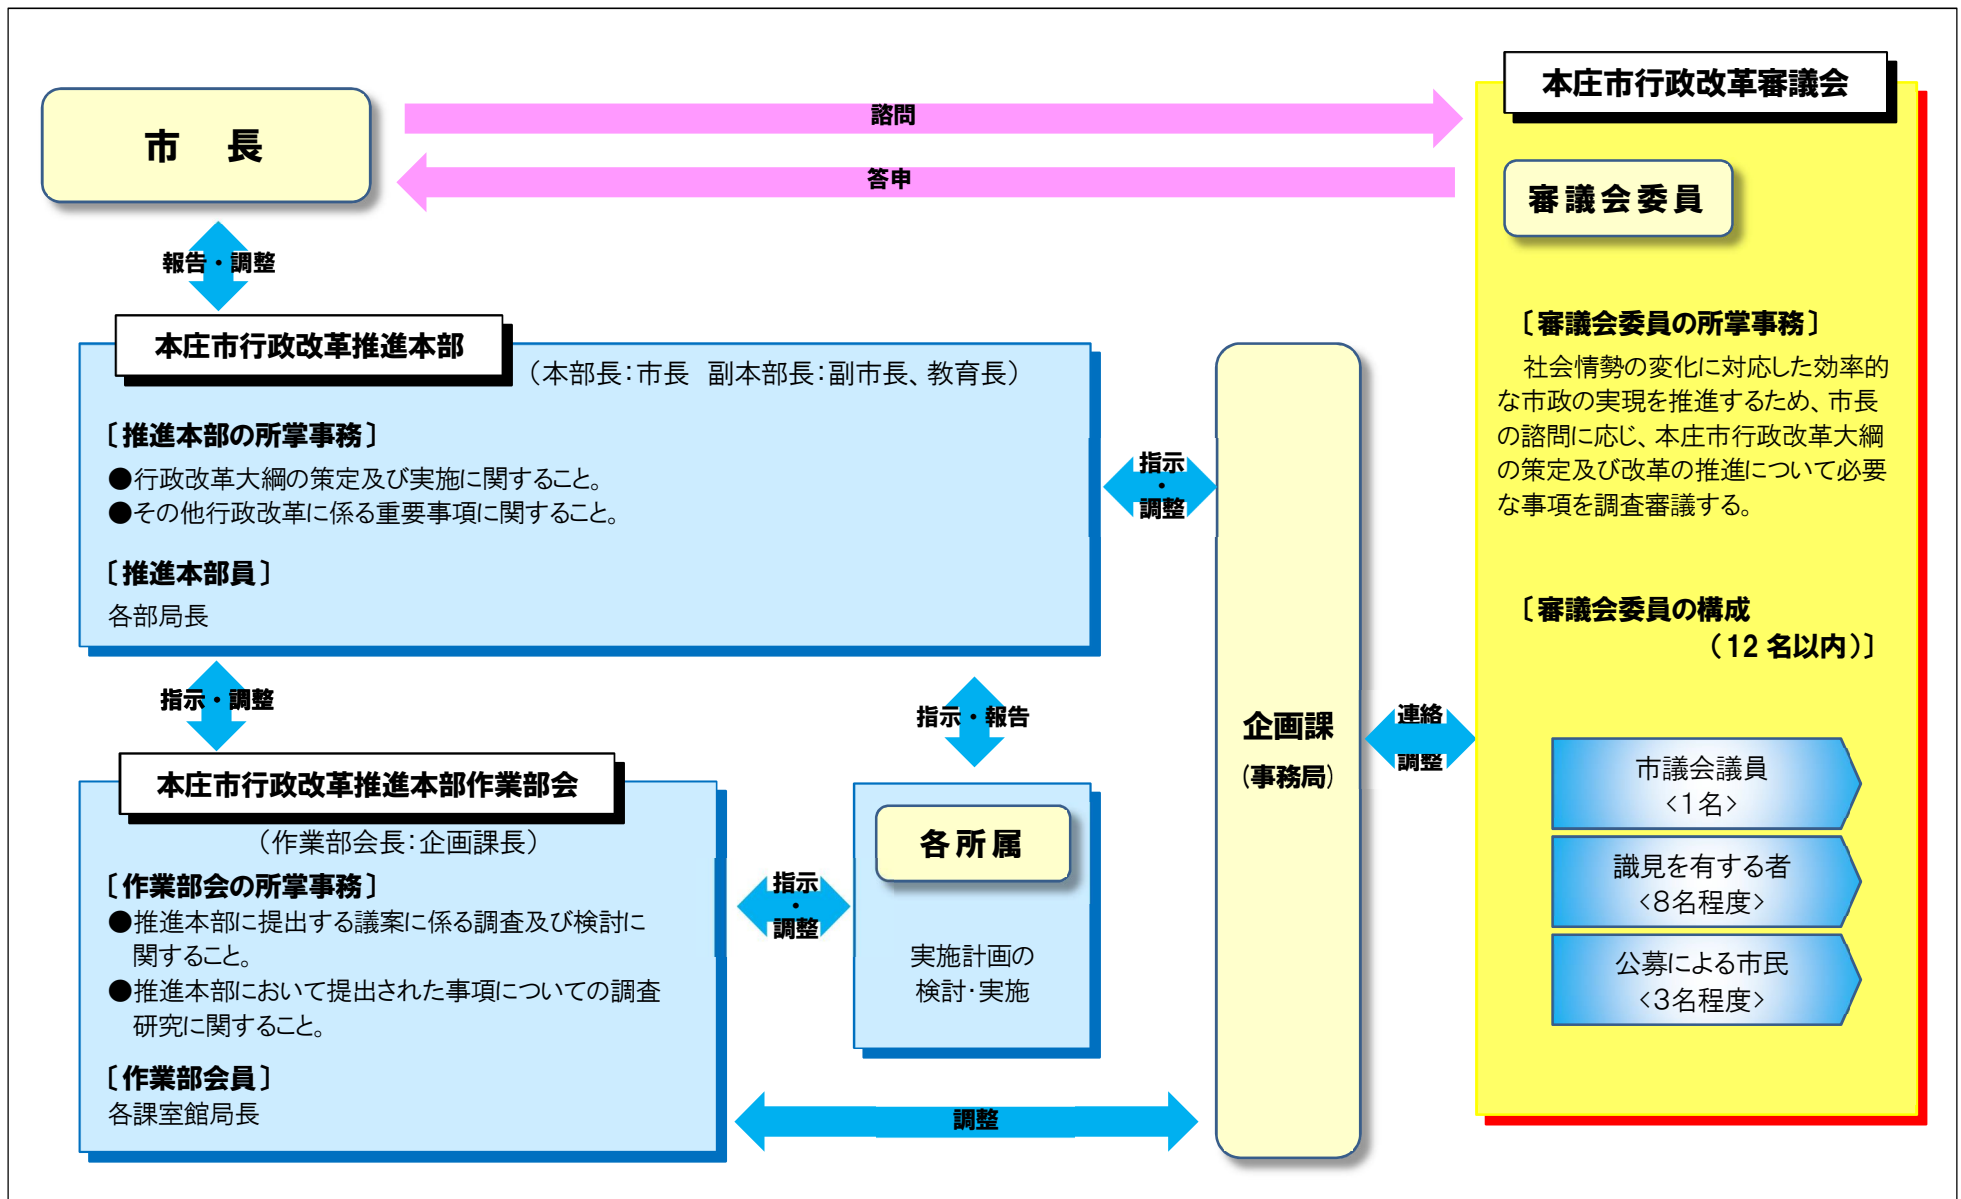 市 長
諮問
答申
報告・調整
本庄市行政改革推進本部
（本部長：市長 副本部長：副市長、教育長）
〔推進本部の所掌事務〕
●行政改革大綱の策定及び実施に関すること。
●その他行政改革に係る重要事項に関すること。
〔推進本部員〕
各部局長
指示・調整
指示・報告
本庄市行政改革推進本部作業部会
（作業部会長：企画課長）
〔作業部会の所掌事務〕
●推進本部に提出する議案に係る調査及び検討に
関すること。
●推進本部において提出された事項についての調査
研究に関すること。
〔作業部会員〕
各課室館局長
指示
・
調整
各所属
実施計画の
検討・実施
調整
指示
・
調整
企画課
（事務局）
連絡
調整
本庄市行政改革審議会
審議会委員
〔審議会委員の所掌事務〕
社会情勢の変化に対応した効率的
な市政の実現を推進するため、市長
の諮問に応じ、本庄市行政改革大綱
の策定及び改革の推進について必要
な事項を調査審議する。
〔審議会委員の構成
（12 名以内）〕
市議会議員
<1名>
識見を有する者
<8名程度>
公募による市民
<3名程度>